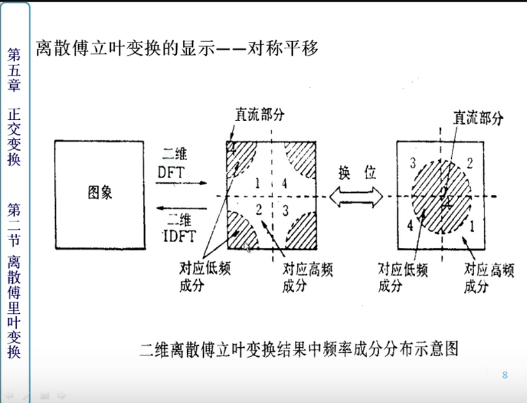 离散傅立叶变换的显示——对称平移
第五章 正交变换 第二节 离散傅里叶变换
图象
二维
DFT
二维
IDFT
直流部分
1 4
2 3
对应低频
成分
对应高频
成分
换 位
直流部分
3 2
4 1
对应低频
成分
对应高频
成分
二维离散傅立叶变换结果中频率成分分布示意图
8